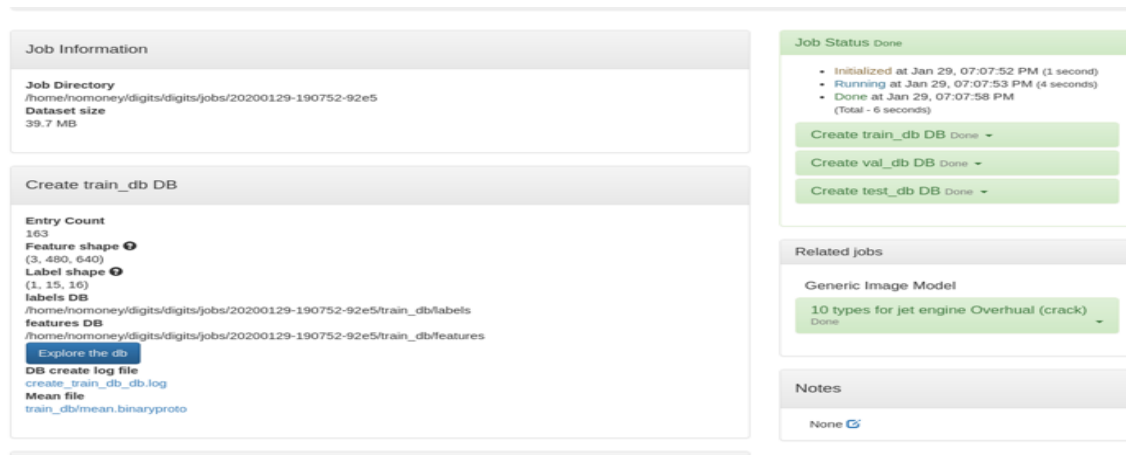 Job Information
Job Directory
/home/nomoney/digits/digits/jobs/20200129-190752-92e5
Dataset size
39.7 MB
Create train_db DB
Entry Count
163
Feature shape
(3, 480, 640)
Label shape
(1, 15, 16)
labels DB
/home/nomoney/digits/digits/jobs/20200129-190752-92e5/train_db/labels
features DB
/home/nomoney/digits/digits/jobs/20200129-190752-92e5/train_db/features
Explore the db
DB create log file
create_train_db_db.log
Mean file
train_db/mean.binaryproto
Job Status Done
Initialized at Jan 29, 07:07:52 PM (1 second)
Running at Jan 29, 07:07:53 PM (4 seconds)
Done at Jan 29, 07:07:58 PM
(Total - 6 seconds)
Create train_db DB Done
Create val_db DB Done
Create test_db DB Done
Related jobs
Generic Image Model
10 types for jet engine Overhual (crack)
Done
Notes
None